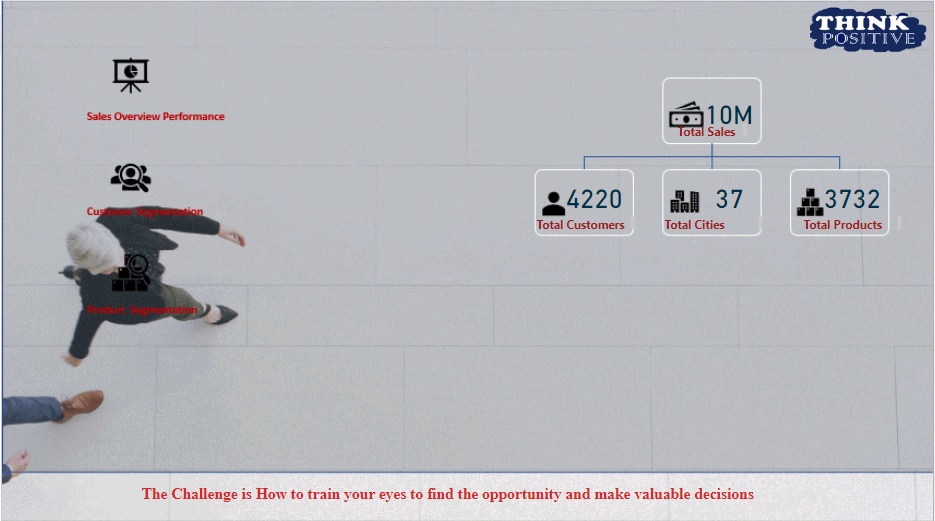 THINK
POSITIVE
Sales Overview Performance
10M
Total Sales
Customer Segmentation
4220
Total Customers
37
Total Cities
3732
Total Products
Product Segmentation
The Challenge is How to train your eyes to find the opportunity and make valuable decisions